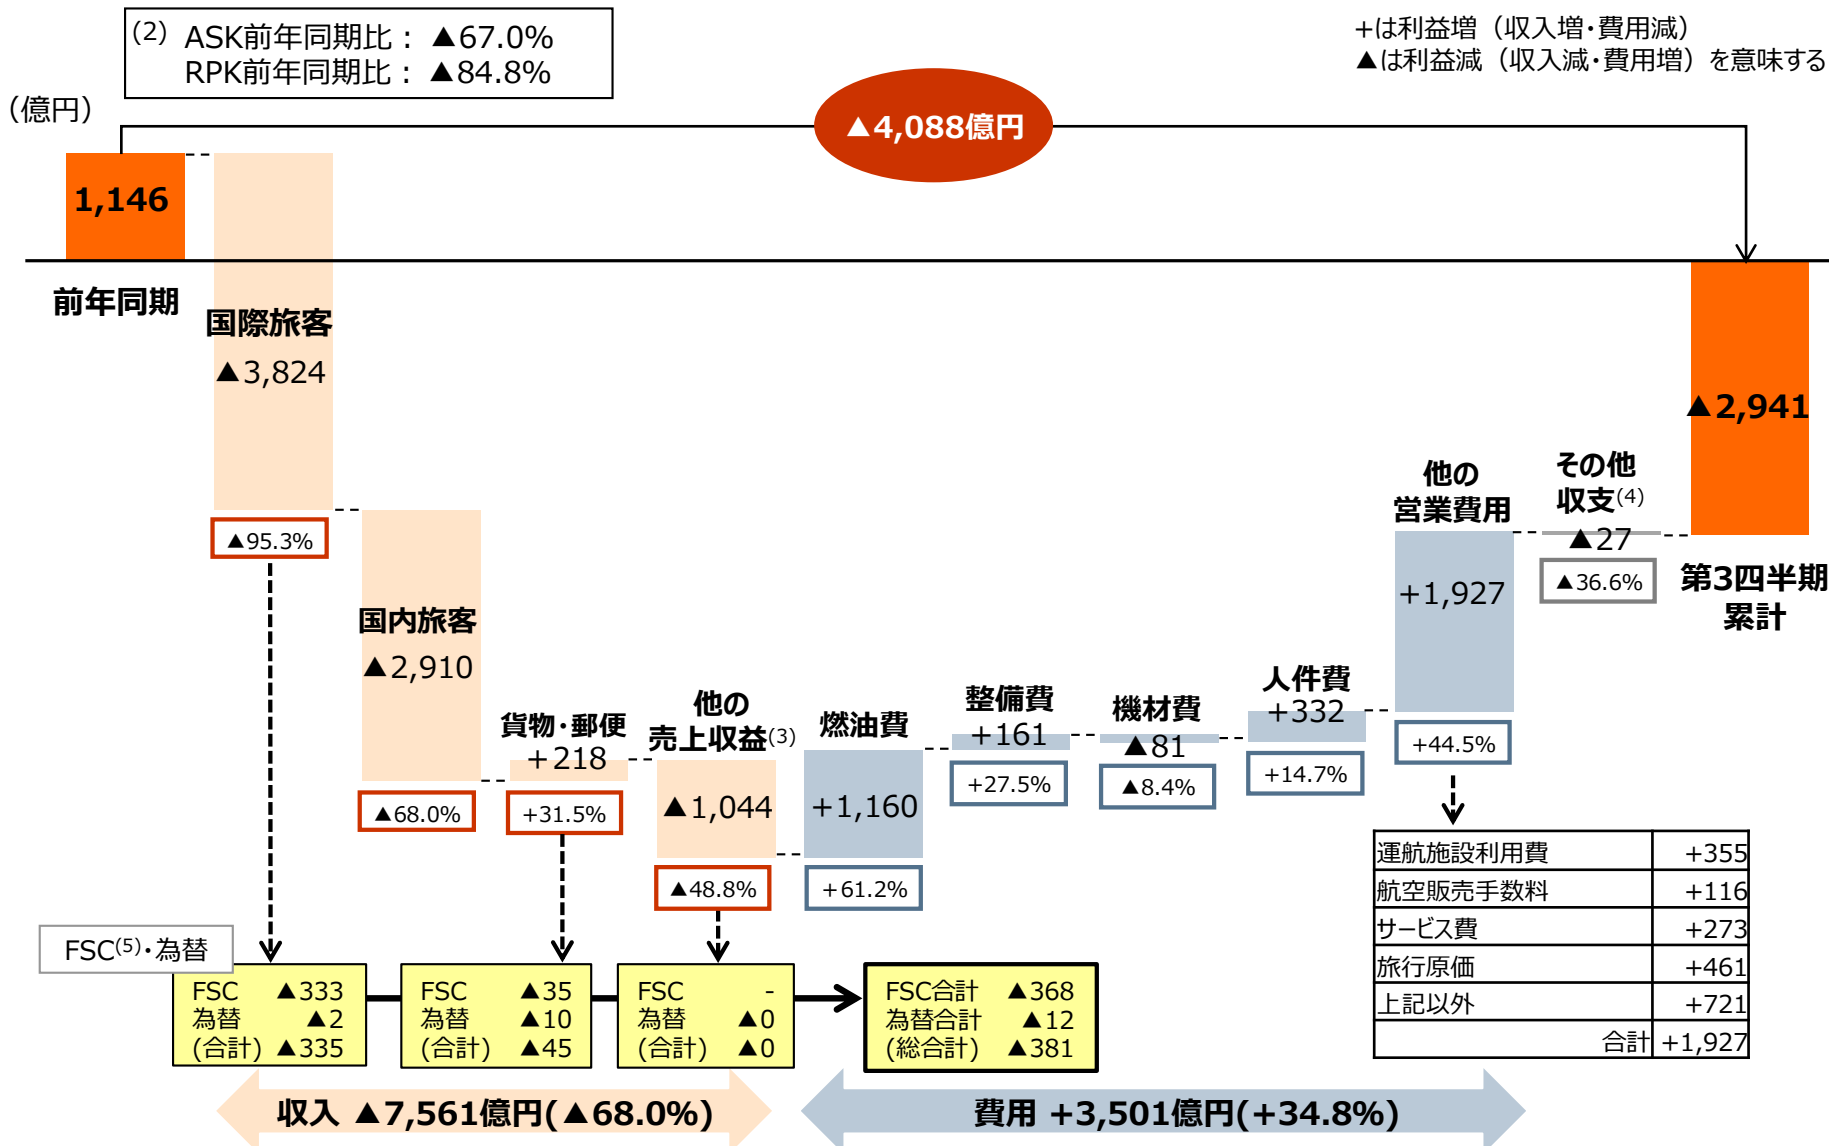 (2) ASK前年同期比： ▲67.0%
RPK前年同期比： ▲84.8%
+は利益増（収入増・費用減）
▲は利益減（収入減・費用増）を意味する
（億円）
▲4,088億円
1,146
前年同期
国際旅客
▲3,824
▲95.3%
国内旅客
▲2,910
▲68.0%
貨物・郵便
+218
+31.5%
他の
売上収益(3)
▲1,044
▲48.8%
燃油費
+1,160
+61.2%
整備費
+161
+27.5%
機材費
▲81
▲8.4%
人件費
+332
+14.7%
他の
営業費用
+1,927
+44.5%
その他
収支(4)
▲27
▲36.6%
▲2,941
第3四半期
累計
運航施設利用費 +355
航空販売手数料 +116
サービス費 +273
旅行原価 +461
上記以外 +721
合計 +1,927
FSC(5)・為替
FSC ▲333
為替 ▲2
(合計) ▲335
FSC ▲35
為替 ▲10
(合計) ▲45
FSC -
為替 ▲0
(合計) ▲0
FSC合計 ▲368
為替合計 ▲12
(総合計) ▲381
収入 ▲7,561億円(▲68.0%)
費用 +3,501億円(+34.8%)